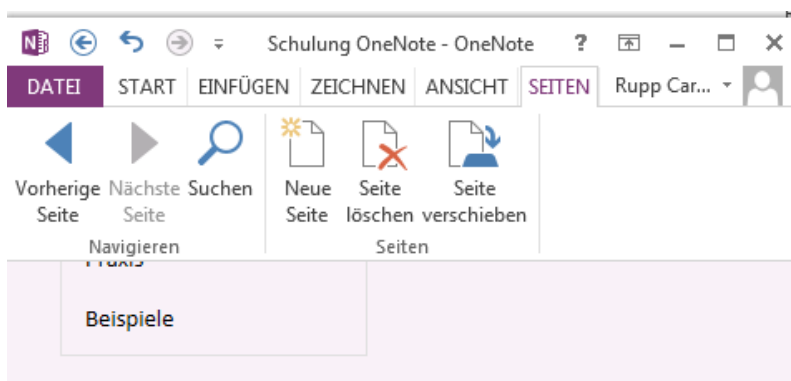 Schulung OneNote - OneNote ?
DATEI START EINFÜGEN ZEICHNEN ANSICHT SEITEN Rupp Car...
Vorherige Nächste Suchen Neue Seite Seite
Seite Seite Seite löschen verschieben
Navigieren Seiten
Praxis
Beispiele